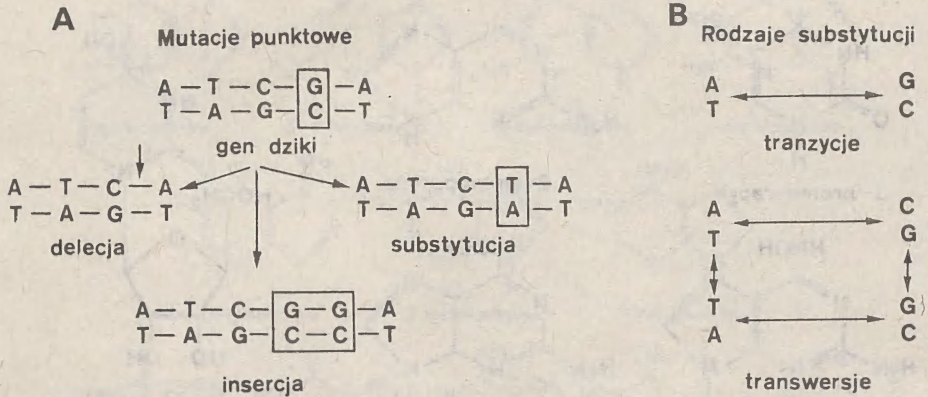 A
Mutacje punktowe
A — T — C — G — A
T — A — G — C — T
gen dziki
A — T — C — A
T — A — G — T
delecja
A — T — C — T — A
T — A — G — A — T
substytucja
A — T — C — G — G — A
T — A — G — C — C — T
insercja
B
Rodzaje substytucji
A G
T C
tranzycje
A C
T G
T G
A C
transwersje